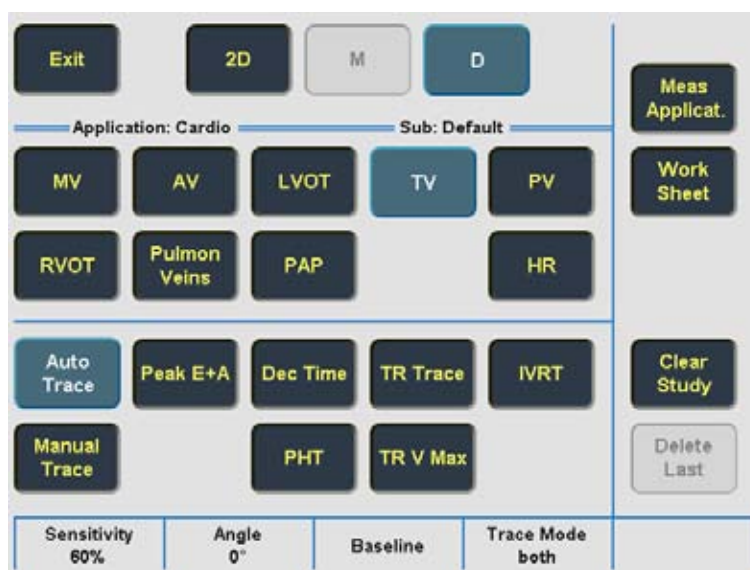 Exit
2D
M
D
Meas
Applicat.
Application: Cardio
Sub: Default
MV
AV
LVOT
TV
PV
Work
Sheet
RVOT
Pulmon
Veins
PAP
HR
Auto
Trace
Peak E+A
Dec Time
TR Trace
IVRT
Clear
Study
Manual
Trace
PHT
TR V Max
Delete
Last
Sensitivity
60%
Angle
0°
Baseline
Trace Mode
both